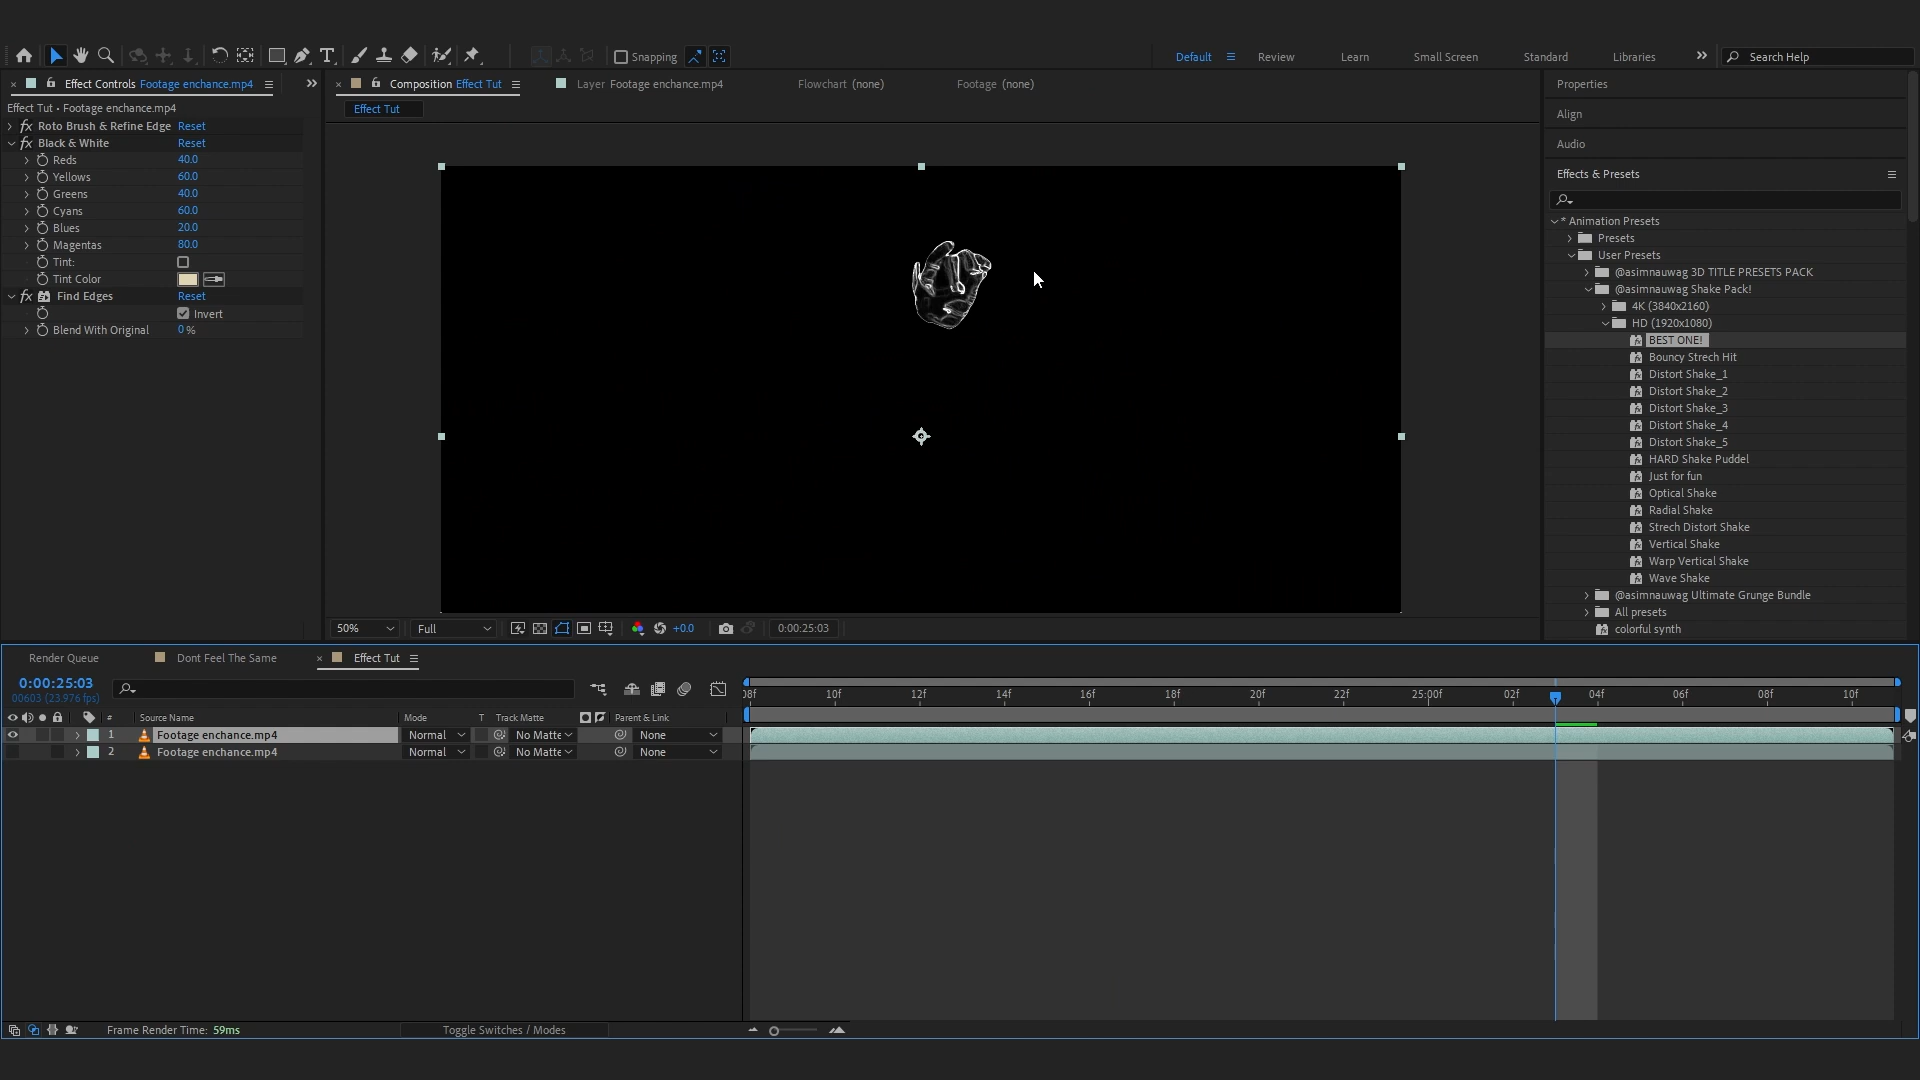 Snapping
Default
Review
Learn
Small Screen
Standard
Libraries
Search Help
Effect Controls Footage enchance.mp4
Composition Effect Tut
Layer Footage enchance.mp4
Flowchart (none)
Footage (none)
Properties
Effect Tut • Footage enchance.mp4
Effect Tut
Align
fx Roto Brush & Refine Edge Reset
fx Black & White Reset
Reds 40.0
Yellows 60.0
Greens 40.0
Cyans 60.0
Blues 20.0
Magentas 80.0
Tint:
Tint Color
fx Find Edges Reset
Invert
Blend With Original 0 %
Audio
Effects & Presets
* Animation Presets
Presets
User Presets
@asimnauwag 3D TITLE PRESETS PACK
@asimnauwag Shake Pack!
4K (3840x2160)
HD (1920x1080)
BEST ONE!
Bouncy Strech Hit
Distort Shake_1
Distort Shake_2
Distort Shake_3
Distort Shake_4
Distort Shake_5
HARD Shake Puddel
Just for fun
Optical Shake
Radial Shake
Strech Distort Shake
Vertical Shake
Warp Vertical Shake
Wave Shake
@asimnauwag Ultimate Grunge Bundle
All presets
colorful synth
50% Full +0.0 0:00:25:03
Render Queue
Dont Feel The Same
Effect Tut
0:00:25:03
00603 (23.976 fps)
08f 10f 12f 14f 16f 18f 20f 22f 25:00f 02f 04f 06f 08f 10f
# Source Name Mode T Track Matte Parent & Link
1 Footage enchance.mp4 Normal No Matte None
2 Footage enchance.mp4 Normal No Matte None
Frame Render Time: 59ms
Toggle Switches / Modes